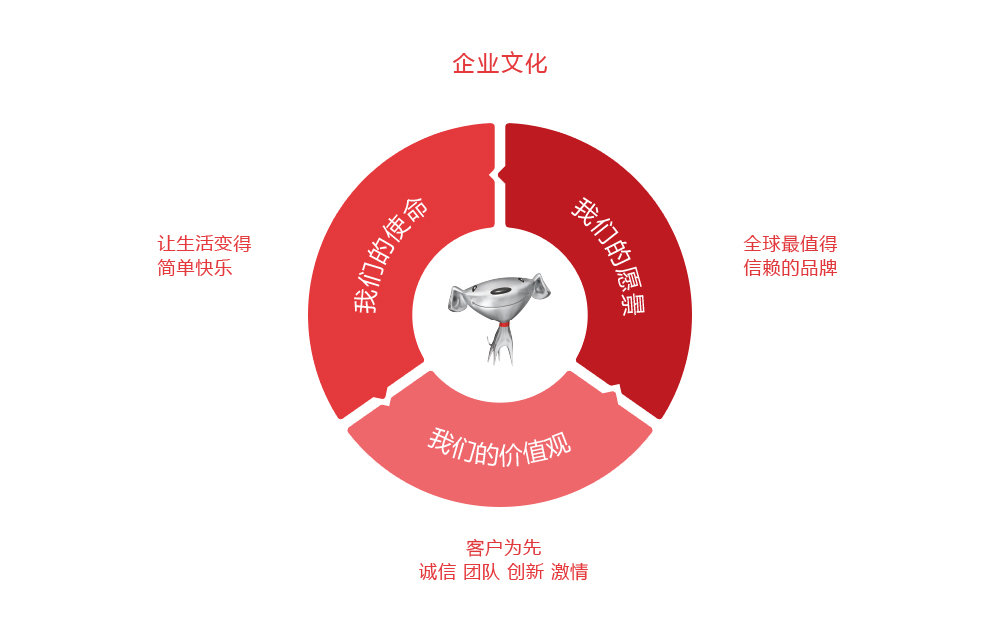 企业文化
我们的使命
我们的愿景
让生活变得
简单快乐
全球最值得
信赖的品牌
我们的价值观
客户为先
诚信 团队 创新 激情